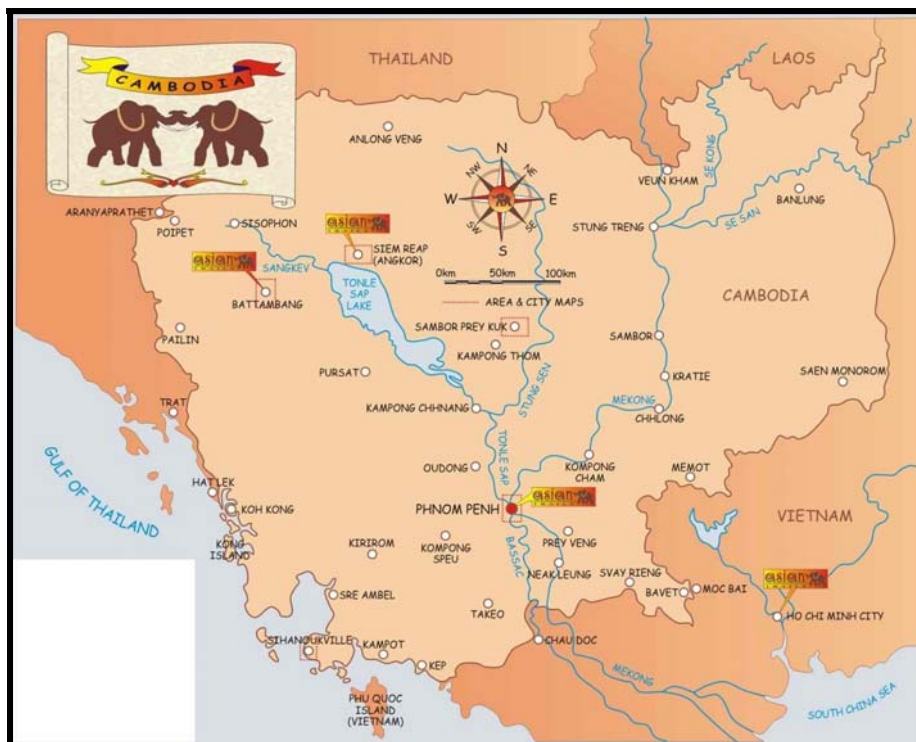 CAMBODIA
THAILAND
LAOS
ANLONG VENG
N
NW
NE
W
E
SW
SE
S
SE KONG
VEUN KHAM
BANLUNG
SE SAN
ARANYAPRATHET
POIPET
SISOPHON
asian
SIEM REAP
(ANGKOR)
STUNG TRENG
asian
SANGKEV
BATTAMBANG
TONLE
SAP
LAKE
0km
50km
100km
AREA & CITY MAPS
CAMBODIA
PAILIN
SAMBOR PREY KUK
KAMPONG THOM
SAMBOR
PURSAT
STUNG SEN
KRATIE
SAEN MONOROM
TRAT
KAMPONG CHHNANG
MEKONG
CHHLONG
GULF OF THAILAND
TONLE SAP
OUDONG
KOMPONG
CHAM
MEMOT
HAT LEK
KOH KONG
PHNOM PENH
asian
VIETNAM
KONG
ISLAND
KIRIROM
KOMPONG
SPEU
BASSAC
PREY VENG
NEAK LEUNG
SVAY RIENG
BAVET
MOC BAI
asian
SRE AMBEL
TAKEO
HO CHI MINH CITY
SIHANOUKVILLE
KAMPOT
KEP
CHAU DOC
MEKONG
PHU QUOC
ISLAND
(VIETNAM)
SOUTH CHINA SEA